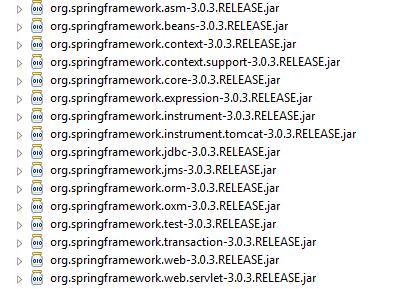 org.springframework.asm-3.0.3.RELEASE.jar
org.springframework.beans-3.0.3.RELEASE.jar
org.springframework.context-3.0.3.RELEASE.jar
org.springframework.context.support-3.0.3.RELEASE.jar
org.springframework.core-3.0.3.RELEASE.jar
org.springframework.expression-3.0.3.RELEASE.jar
org.springframework.instrument-3.0.3.RELEASE.jar
org.springframework.instrument.tomcat-3.0.3.RELEASE.jar
org.springframework.jdbc-3.0.3.RELEASE.jar
org.springframework.jms-3.0.3.RELEASE.jar
org.springframework.orm-3.0.3.RELEASE.jar
org.springframework.oxm-3.0.3.RELEASE.jar
org.springframework.test-3.0.3.RELEASE.jar
org.springframework.transaction-3.0.3.RELEASE.jar
org.springframework.web-3.0.3.RELEASE.jar
org.springframework.web.servlet-3.0.3.RELEASE.jar